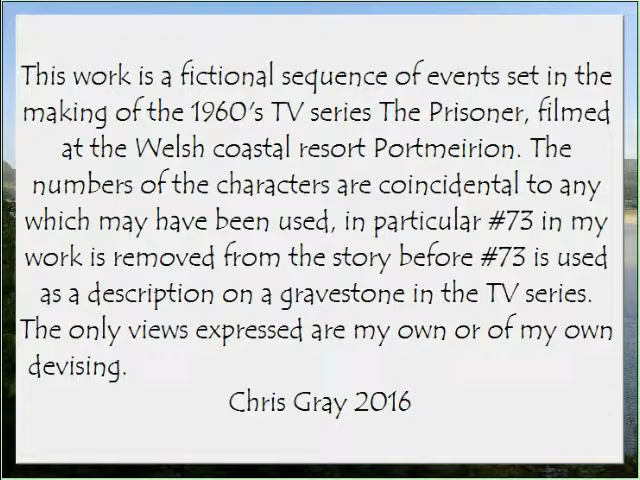 This work is a fictional sequence of events set in the
making of the 1960's TV series The Prisoner, filmed
at the Welsh coastal resort Portmeirion. The
numbers of the characters are coincidental to any
which may have been used, in particular #73 in my
work is removed from the story before #73 is used
as a description on a gravestone in the TV series.
The only views expressed are my own or of my own
devising.
Chris Gray 2016